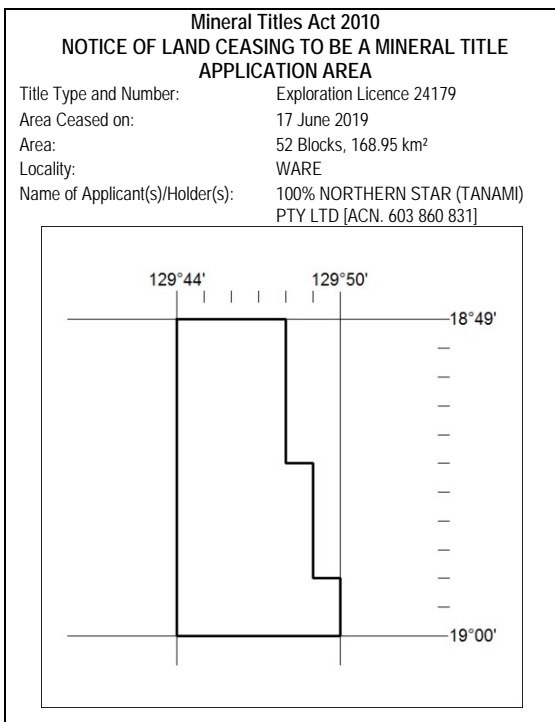 Mineral Titles Act 2010
NOTICE OF LAND CEASING TO BE A MINERAL TITLE
APPLICATION AREA
Title Type and Number: Exploration Licence 24179
Area Ceased on: 17 June 2019
Area: 52 Blocks, 168.95 km²
Locality: WARE
Name of Applicant(s)/Holder(s): 100% NORTHERN STAR (TANAMI)
PTY LTD [ACN. 603 860 831]
129°44' 129°50'
18°49'
19°00'